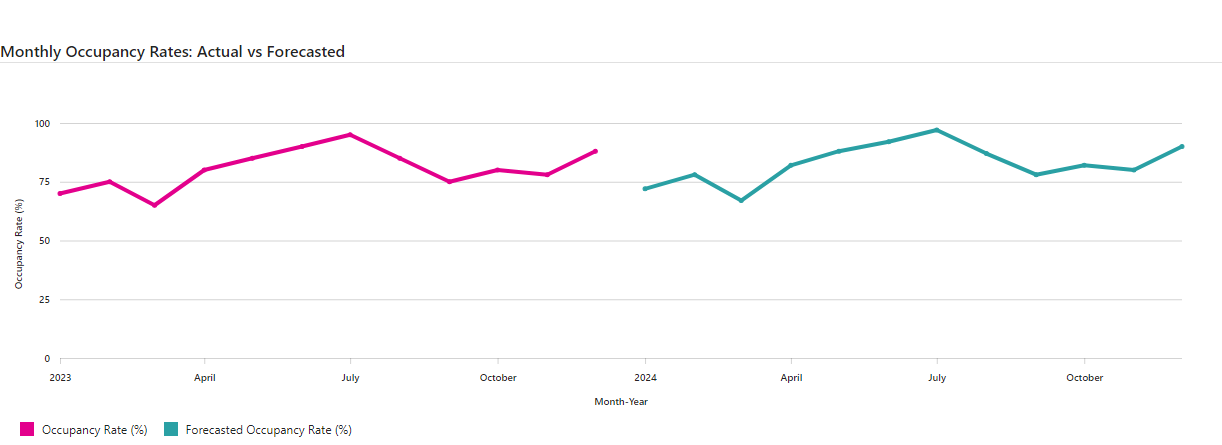 Monthly Occupancy Rates: Actual vs Forecasted
100
75
50
25
0
Occupancy Rate (%)
2023 April July October 2024 April July October
Month-Year
Occupancy Rate (%) Forecasted Occupancy Rate (%)